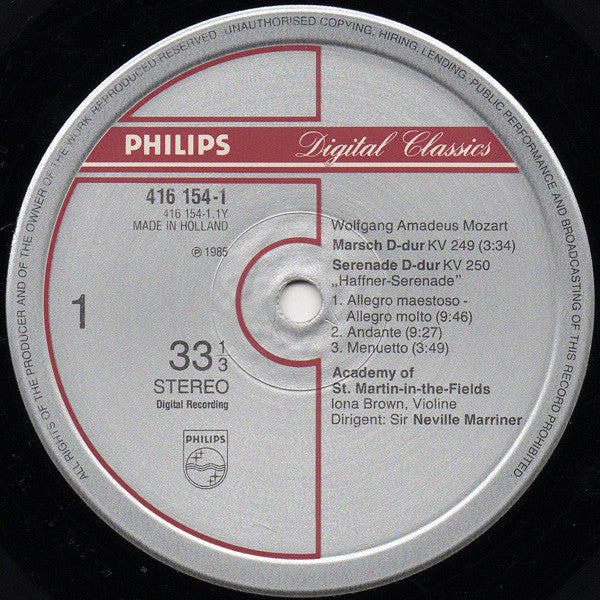 ALL RIGHTS OF THE PRODUCER AND OF THE OWNER OF THE WORK REPRODUCED RESERVED. UNAUTHORISED COPYING, HIRING, LENDING, PUBLIC PERFORMANCE AND BROADCASTING OF THIS RECORD PROHIBITED.
PHILIPS Digital Classics
416 154-1
416 154-1.1Y
MADE IN HOLLAND
℗ 1985
1
33 1/3
STEREO
Digital Recording
PHILIPS
Wolfgang Amadeus Mozart
Marsch D-dur KV 249 (3:34)
Serenade D-dur KV 250
„Haffner-Serenade"
1. Allegro maestoso -
Allegro molto (9:46)
2. Andante (9:27)
3. Menuetto (3:49)
Academy of
St. Martin-in-the-Fields
Iona Brown, Violine
Dirigent: Sir Neville Marriner